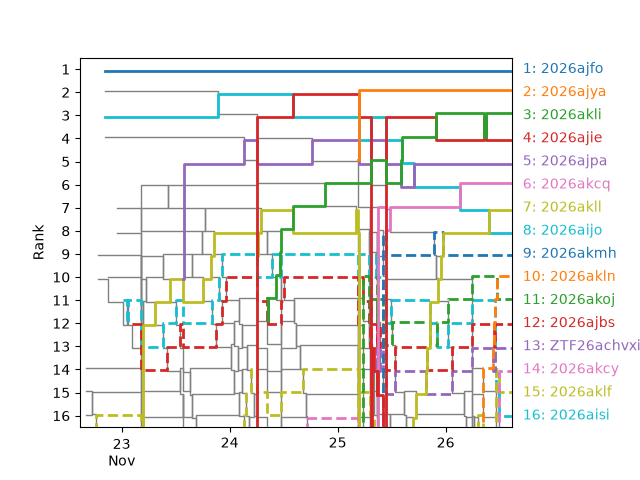 1
2
3
4
5
6
7
8
9
10
11
12
13
14
15
16
Rank
23
24
25
26
Nov
1: 2026ajfo
2: 2026ajya
3: 2026akli
4: 2026ajie
5: 2026ajpa
6: 2026akcq
7: 2026akll
8: 2026aijo
9: 2026akmh
10: 2026akln
11: 2026akoj
12: 2026ajbs
13: ZTF26achvxi
14: 2026akcy
15: 2026aklf
16: 2026aisi